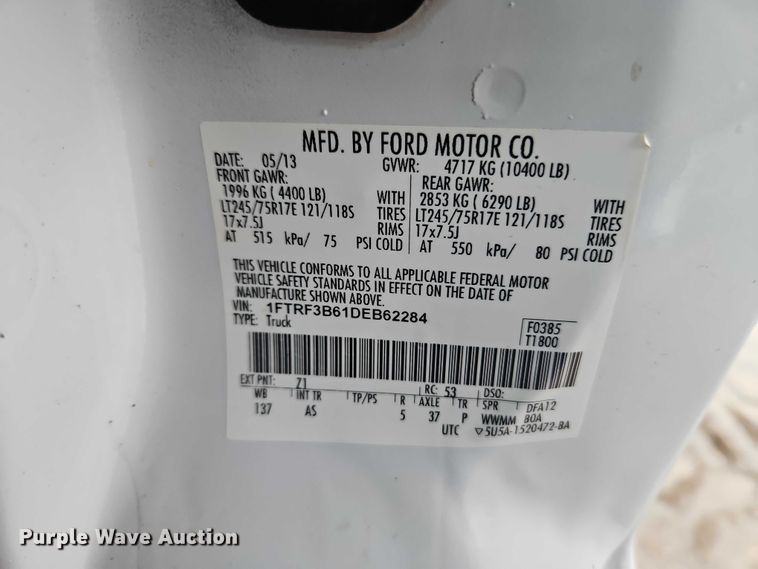 MFD. BY FORD MOTOR CO.
DATE: 05/13 GVWR: 4717 KG (10400 LB)
FRONT GAWR: REAR GAWR:
1996 KG ( 4400 LB) WITH 2853 KG ( 6290 LB) WITH
LT245/75R17E 121/118S TIRES LT245/75R17E 121/118S TIRES
17x7.5J RIMS 17x7.5J RIMS
AT 515 kPa/ 75 PSI COLD AT 550 kPa/ 80 PSI COLD
THIS VEHICLE CONFORMS TO ALL APPLICABLE FEDERAL MOTOR
VEHICLE SAFETY STANDARDS IN EFFECT ON THE DATE OF
MANUFACTURE SHOWN ABOVE.
VIN: 1FTRF3B61DEB62284 F0385
TYPE: Truck T1800
EXT PNT: Z1 RC: 53 DSO:
WB INT TR TP/PS R AXLE TR SPR DFA12
137 AS 5 37 P WWMM BOA
UTC ▽5U5A-1520472-BA
Purple Wave Auction